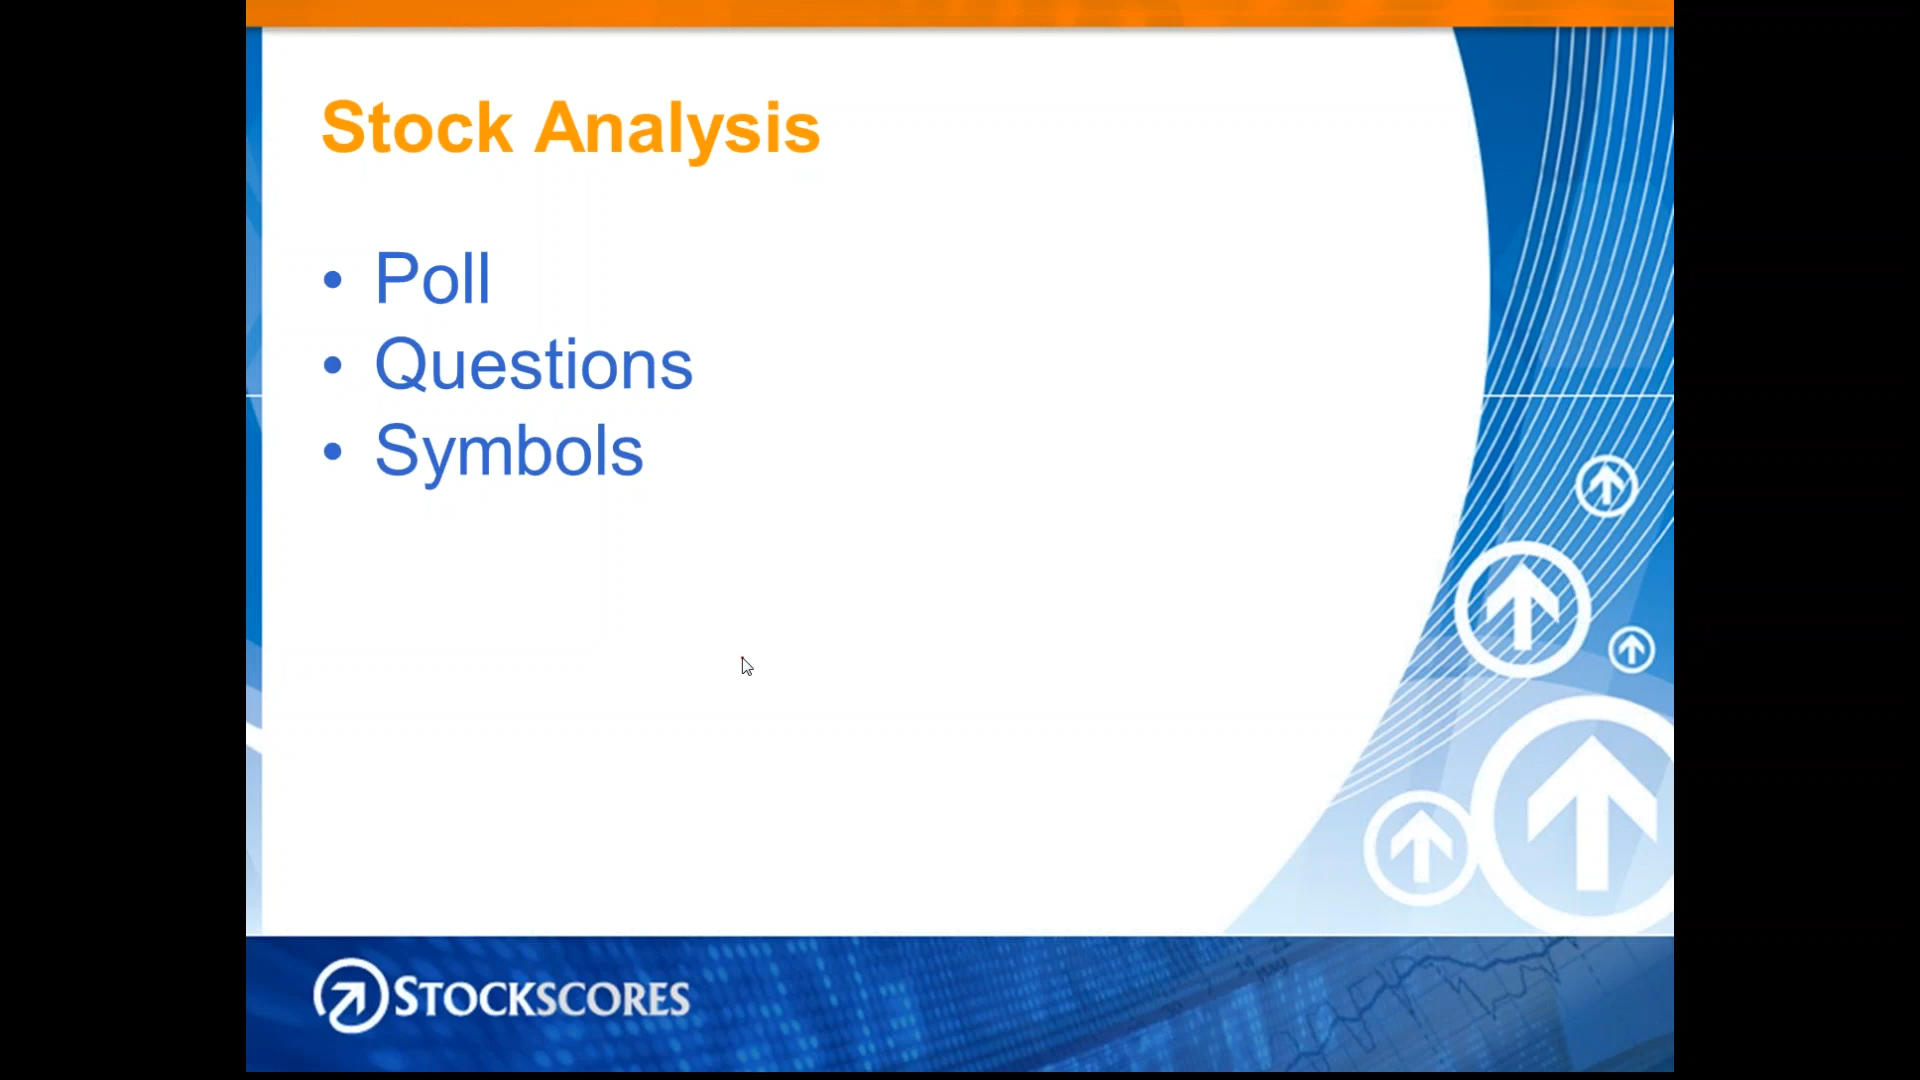 Stock Analysis
• Poll
• Questions
• Symbols
STOCKSCORES